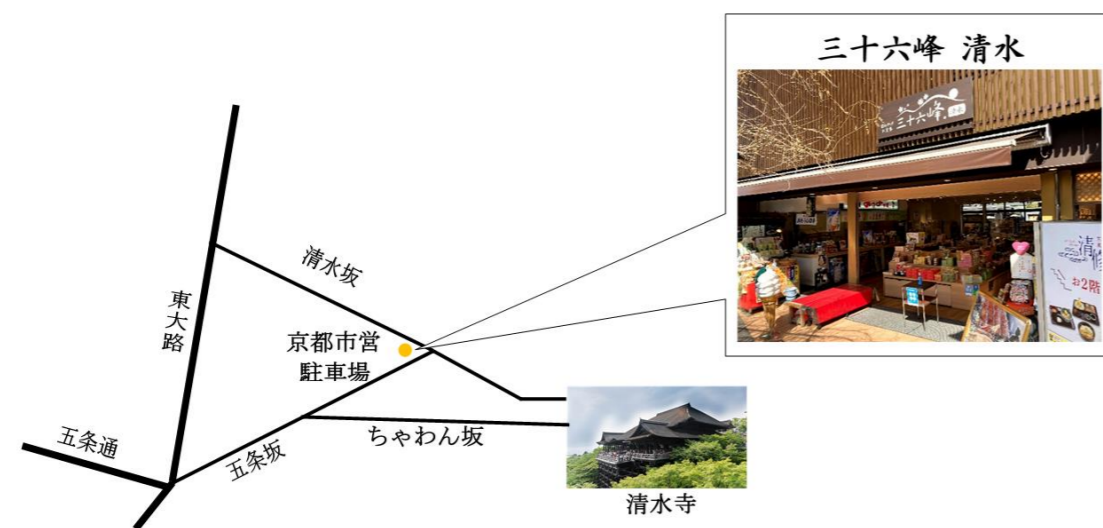 三十六峰 清水
三十六峰
清水坂
東大路
京都市営
駐車場
五条通
五条坂
ちゃわん坂
清水寺
お2階